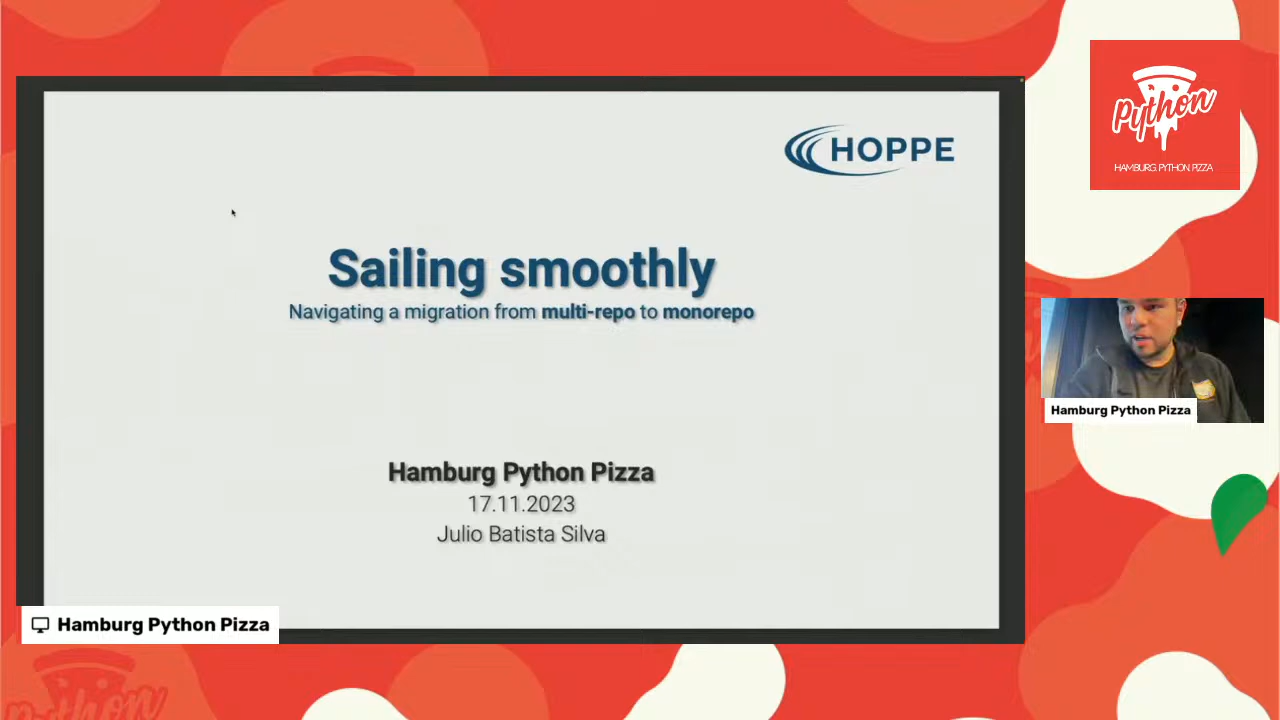 HOPPE
Sailing smoothly
Navigating a migration from multi-repo to monorepo
Hamburg Python Pizza
17.11.2023
Julio Batista Silva
Hamburg Python Pizza
Python
HAMBURG PYTHON PIZZA
Hamburg Python Pizza
Python